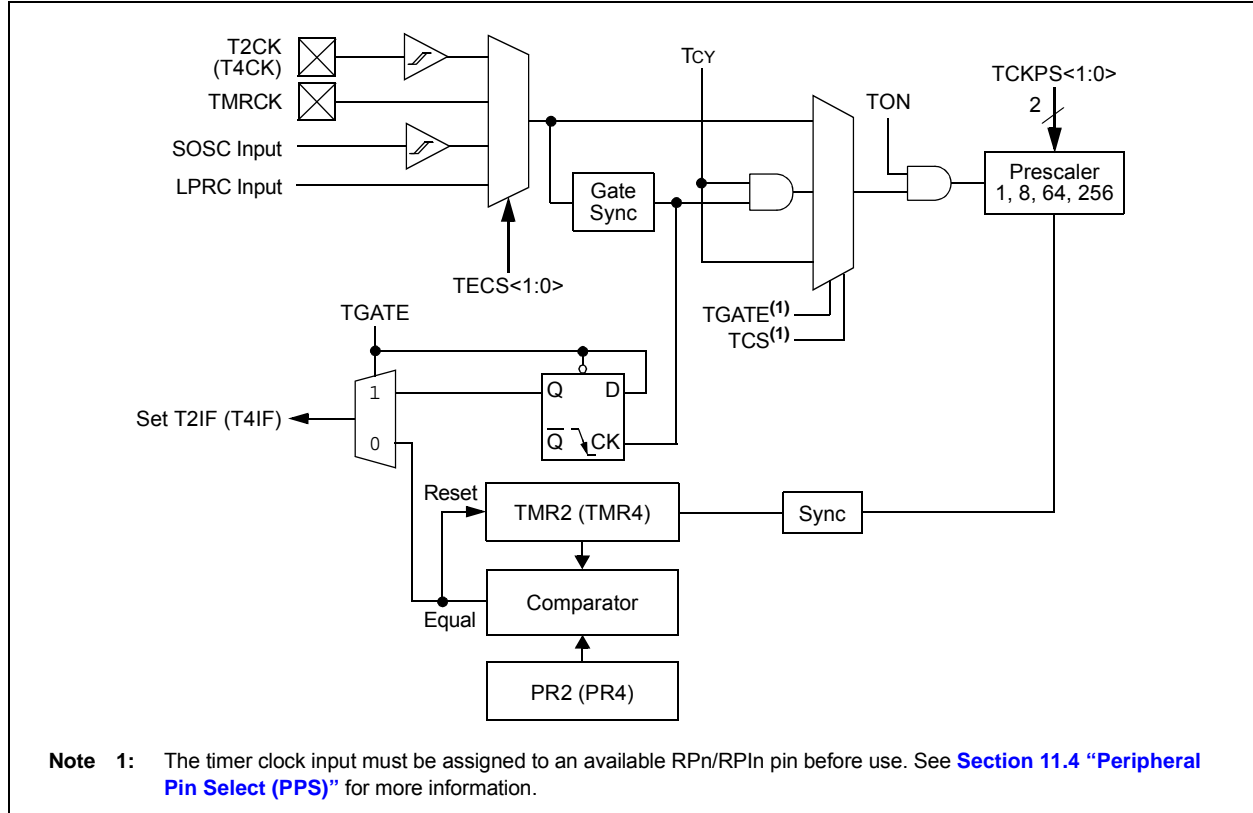 T2CK
(T4CK)
TMRCK
SOSC Input
LPRC Input
TECS<1:0>
Gate
Sync
TCY
TGATE(1)
TCS(1)
TON
TCKPS<1:0>
2
Prescaler
1, 8, 64, 256
TGATE
1
0
Set T2IF (T4IF)
Q D
Q CK
Reset
TMR2 (TMR4)
Sync
Equal
Comparator
PR2 (PR4)
Note 1: The timer clock input must be assigned to an available RPn/RPIn pin before use. See Section 11.4 “Peripheral
Pin Select (PPS)” for more information.